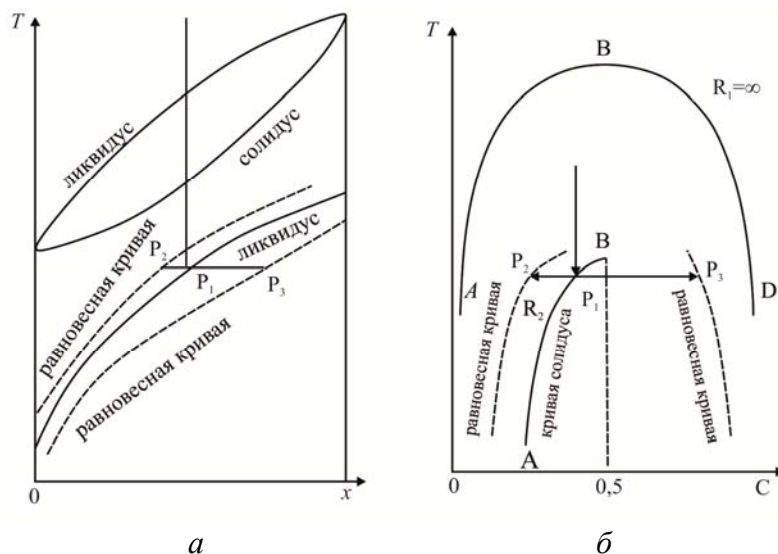 T
ликвидус
солидус
равновесная кривая
P₂
ликвидус
P₁
P₃
равновесная кривая
0
x
а
T
B
R₁=∞
A
D
P₂
B
P₃
R₂
P₁
равновесная кривая
кривая солидуса
равновесная кривая
A
0
0,5
C
б